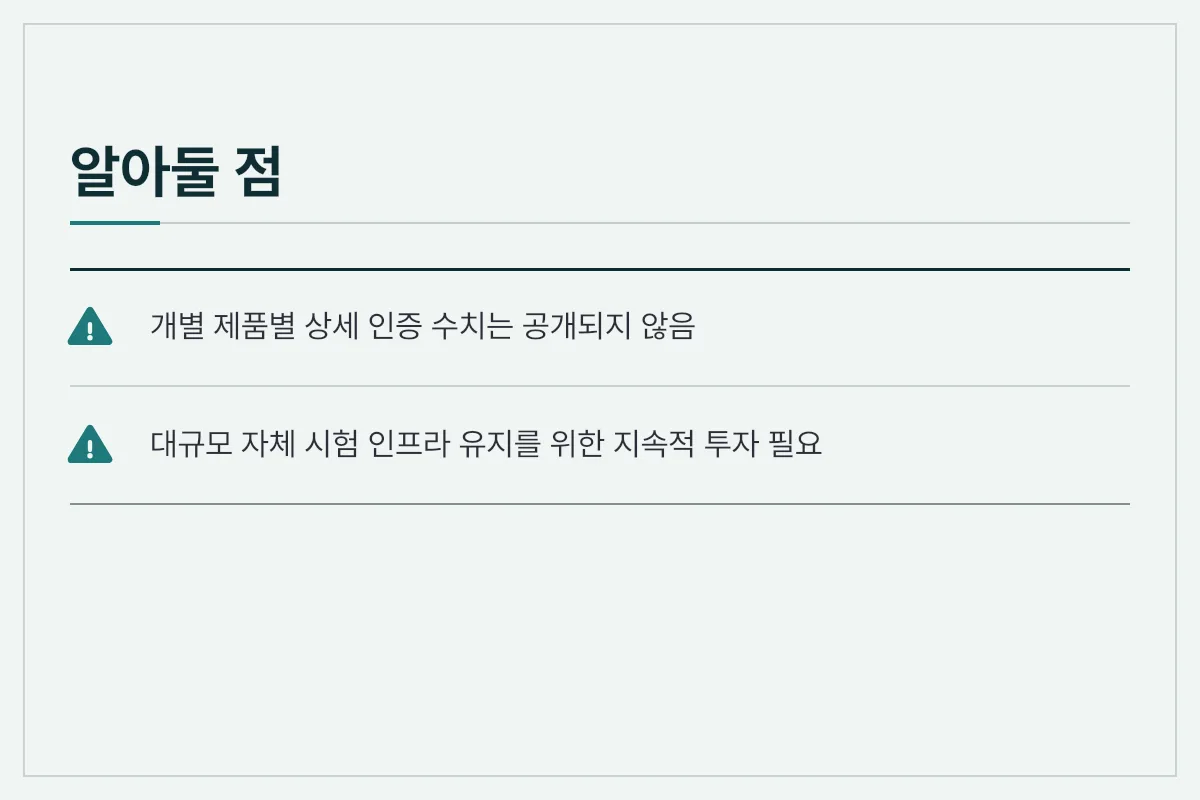 알아둘 점
개별 제품별 상세 인증 수치는 공개되지 않음
대규모 자체 시험 인프라 유지를 위한 지속적 투자 필요